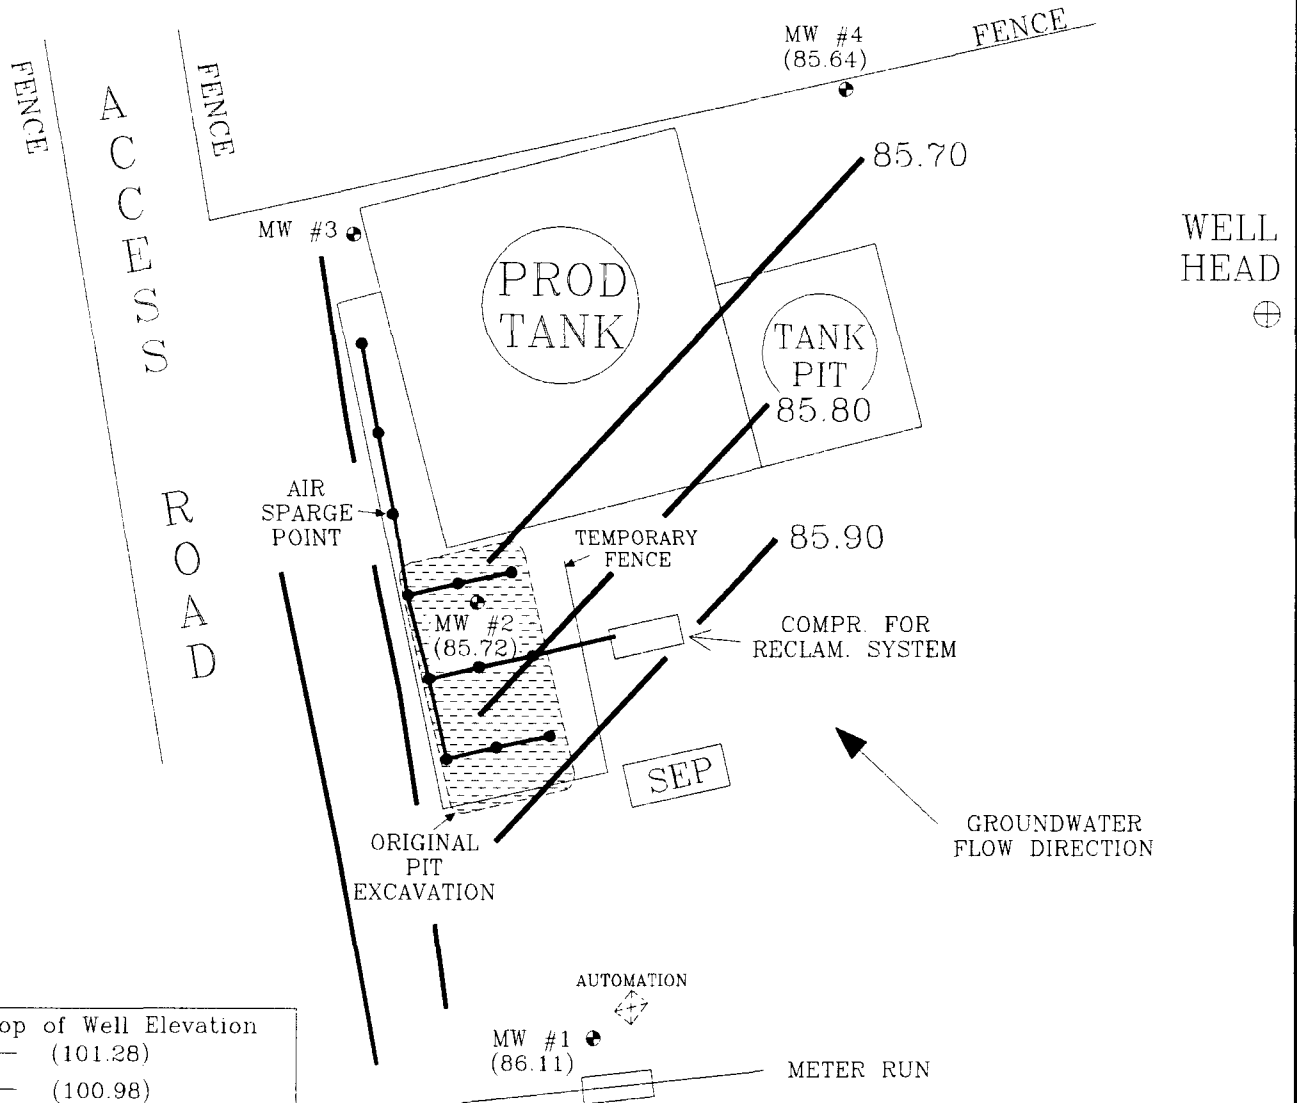 MW #4
(85.64)
FENCE
FENCE
FENCE
ACCESS
ROAD
85.70
MW #3
WELL
HEAD
PROD
TANK
TANK
PIT
85.80
AIR
SPARGE
POINT
TEMPORARY
FENCE
85.90
MW #2
(85.72)
COMPR. FOR
RECLAM. SYSTEM
SEP
ORIGINAL
PIT
EXCAVATION
GROUNDWATER
FLOW DIRECTION
AUTOMATION
MW #1
(86.11)
METER RUN
op of Well Elevation
— (101.28)
— (100.98)